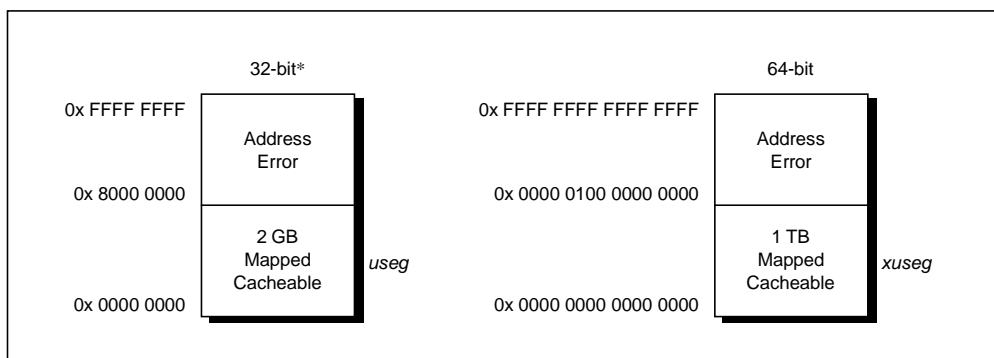 32-bit*
0x FFFF FFFF
Address
Error
0x 8000 0000
2 GB
Mapped
Cacheable
useg
0x 0000 0000
64-bit
0x FFFF FFFF FFFF FFFF
Address
Error
0x 0000 0100 0000 0000
1 TB
Mapped
Cacheable
xuseg
0x 0000 0000 0000 0000